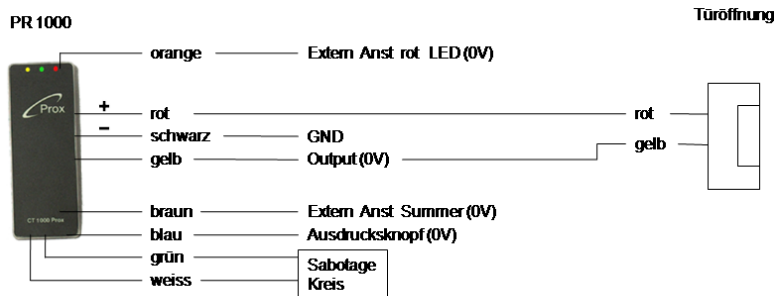 Türöffnung
PR 1000
orange Extern Anst rot LED (0V)
Prox
+ rot rot
− schwarz GND
gelb Output (0V) gelb
braun Extern Anst Summer (0V)
CT 1000 Prox
blau Ausdrucksknopf (0V)
grün
Sabotage
weiss Kreis